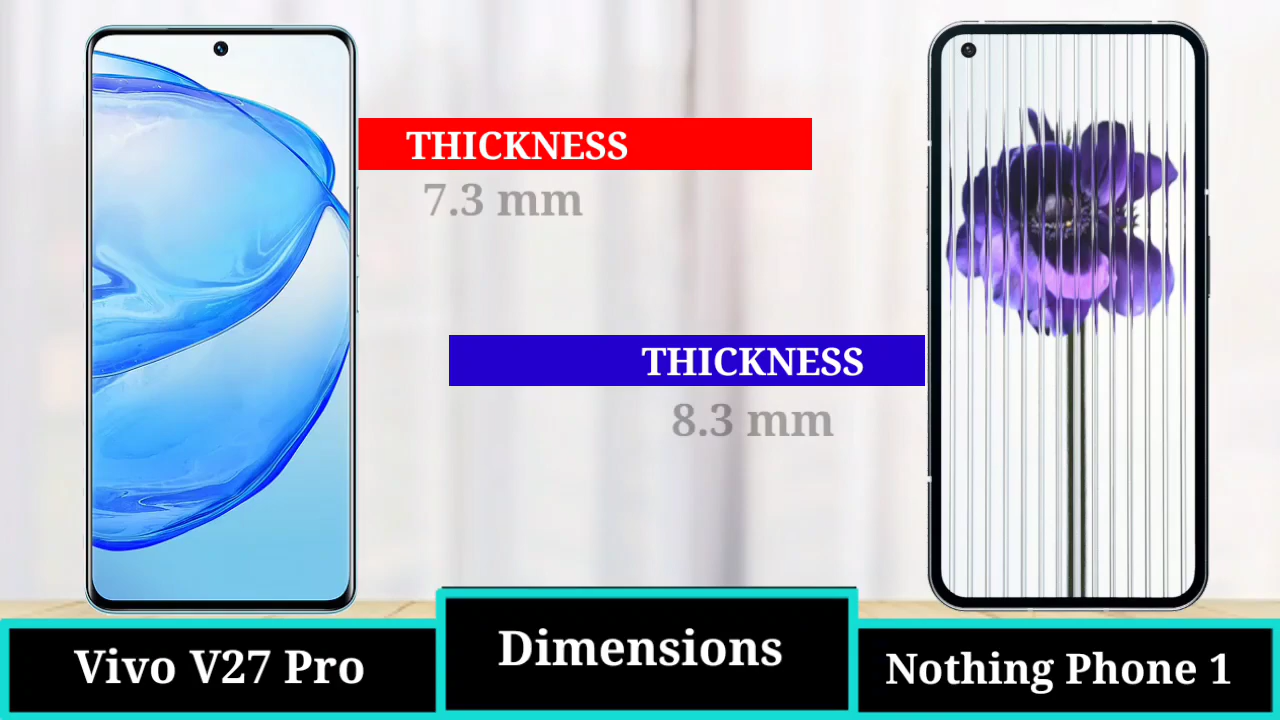 THICKNESS
7.3 mm
THICKNESS
8.3 mm
Vivo V27 Pro
Dimensions
Nothing Phone 1